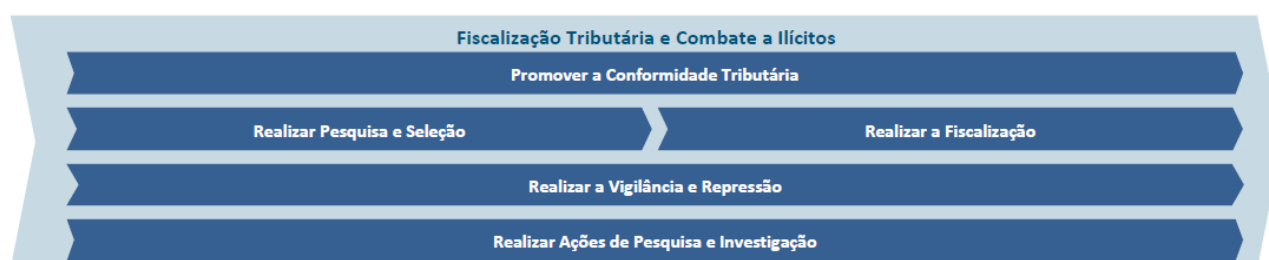 Fiscalização Tributária e Combate a Ilícitos
Promover a Conformidade Tributária
Realizar Pesquisa e Seleção
Realizar a Fiscalização
Realizar a Vigilância e Repressão
Realizar Ações de Pesquisa e Investigação